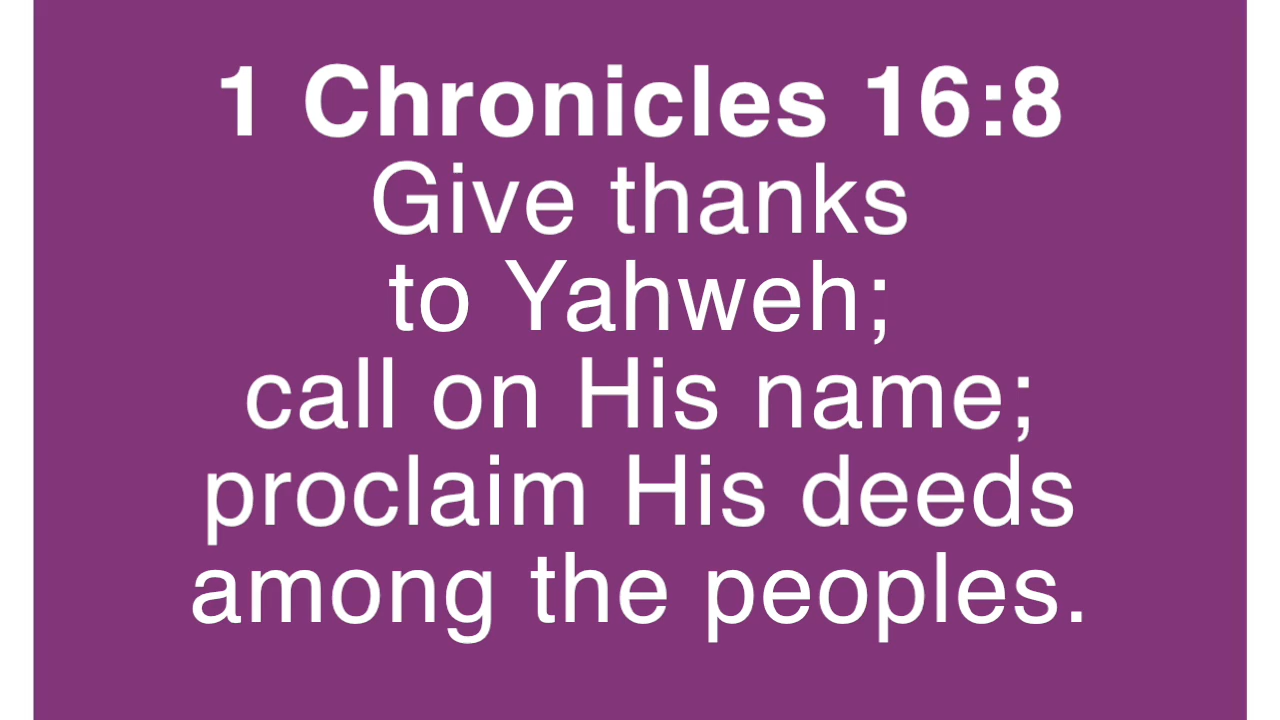 1 Chronicles 16:8
Give thanks
to Yahweh;
call on His name;
proclaim His deeds
among the peoples.